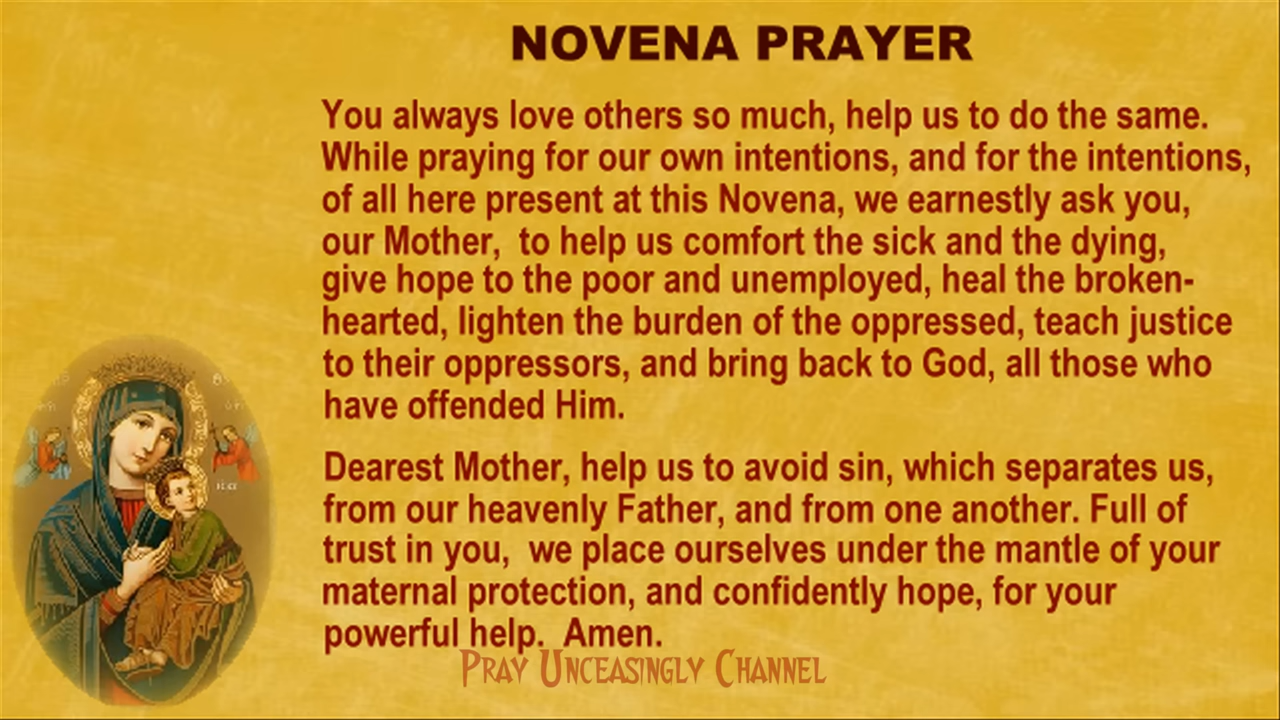 NOVENA PRAYER
You always love others so much, help us to do the same.
While praying for our own intentions, and for the intentions,
of all here present at this Novena, we earnestly ask you,
our Mother,  to help us comfort the sick and the dying,
give hope to the poor and unemployed, heal the broken-
hearted, lighten the burden of the oppressed, teach justice
to their oppressors, and bring back to God, all those who
have offended Him.
Dearest Mother, help us to avoid sin, which separates us,
from our heavenly Father, and from one another. Full of
trust in you,  we place ourselves under the mantle of your
maternal protection, and confidently hope, for your
powerful help.  Amen.
Pray Unceasingly Channel